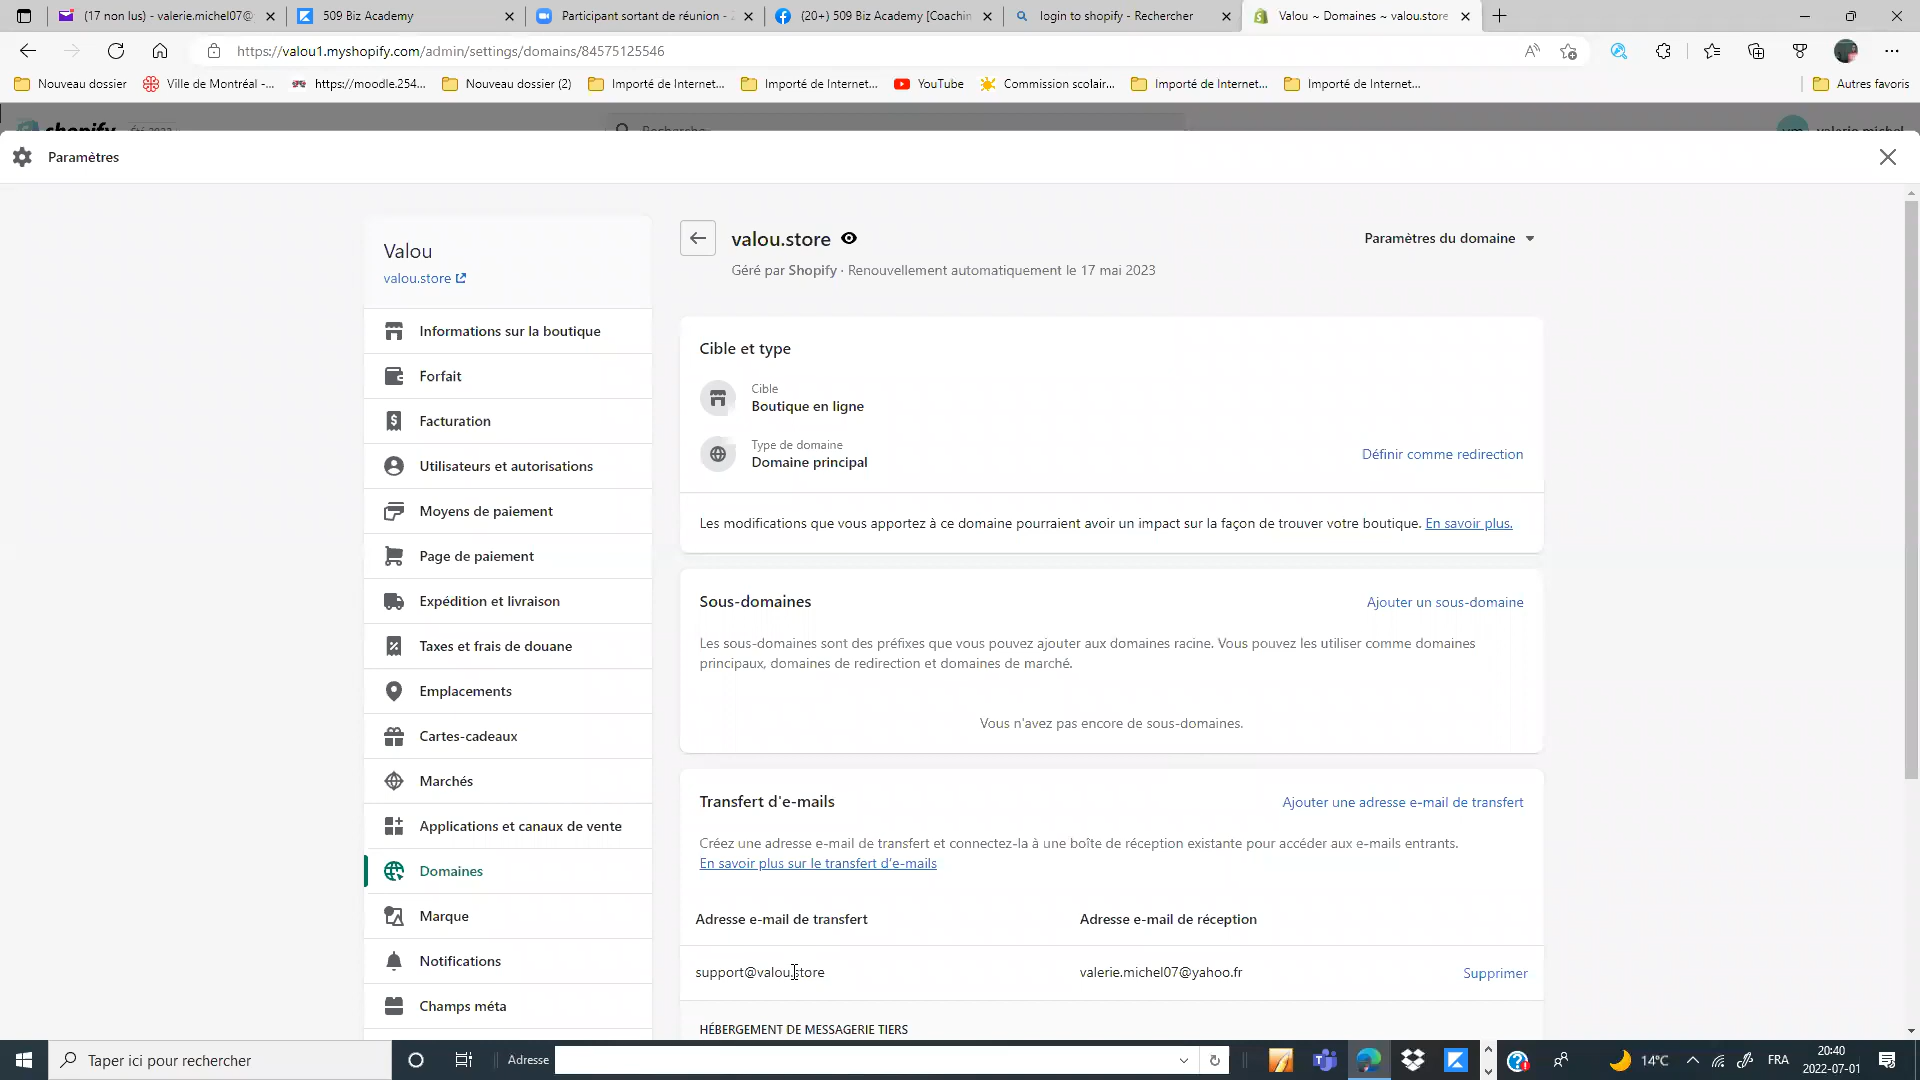 (17 non lus) - valerie.michel07@
509 Biz Academy
Participant sortant de réunion -
(20+) 509 Biz Academy [Coachin
login to shopify - Rechercher
Valou ~ Domaines ~ valou.store
https://valou1.myshopify.com/admin/settings/domains/84575125546
Nouveau dossier
Ville de Montréal -...
https://moodle.254...
Nouveau dossier (2)
Importé de Internet...
Importé de Internet...
YouTube
Commission scolair...
Importé de Internet...
Importé de Internet...
Autres favoris
shopify
Été 2022
Recherche
vm
valerie michel
Paramètres
Valou
valou.store
Informations sur la boutique
Forfait
Facturation
Utilisateurs et autorisations
Moyens de paiement
Page de paiement
Expédition et livraison
Taxes et frais de douane
Emplacements
Cartes-cadeaux
Marchés
Applications et canaux de vente
Domaines
Marque
Notifications
Champs méta
valou.store
Paramètres du domaine
Géré par Shopify · Renouvellement automatiquement le 17 mai 2023
Cible et type
Cible
Boutique en ligne
Type de domaine
Domaine principal
Définir comme redirection
Les modifications que vous apportez à ce domaine pourraient avoir un impact sur la façon de trouver votre boutique. En savoir plus.
Sous-domaines
Ajouter un sous-domaine
Les sous-domaines sont des préfixes que vous pouvez ajouter aux domaines racine. Vous pouvez les utiliser comme domaines
principaux, domaines de redirection et domaines de marché.
Vous n'avez pas encore de sous-domaines.
Transfert d'e-mails
Ajouter une adresse e-mail de transfert
Créez une adresse e-mail de transfert et connectez-la à une boîte de réception existante pour accéder aux e-mails entrants.
En savoir plus sur le transfert d'e-mails
Adresse e-mail de transfert
Adresse e-mail de réception
support@valou.store
valerie.michel07@yahoo.fr
Supprimer
HÉBERGEMENT DE MESSAGERIE TIERS
Taper ici pour rechercher
Adresse
14°C
FRA
20:40
2022-07-01